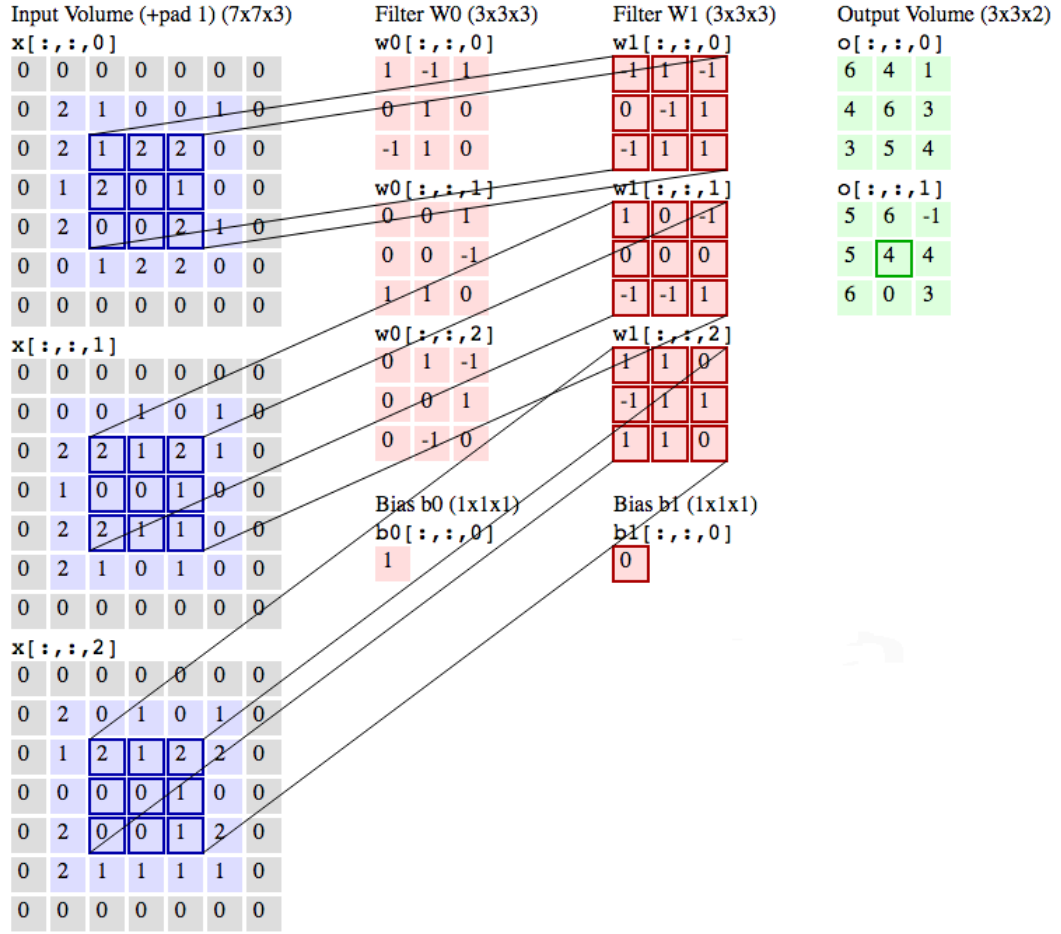 Input Volume (+pad 1) (7x7x3)
x[:,:,0]
0 0 0 0 0 0 0
0 2 1 0 0 1 0
0 2 1 2 2 0 0
0 1 2 0 1 0 0
0 2 0 0 2 1 0
0 0 1 2 2 0 0
0 0 0 0 0 0 0
x[:,:,1]
0 0 0 0 0 0 0
0 0 0 1 0 1 0
0 2 2 1 2 1 0
0 1 0 0 1 0 0
0 2 2 1 1 0 0
0 2 1 0 1 0 0
0 0 0 0 0 0 0
x[:,:,2]
0 0 0 0 0 0 0
0 2 0 1 0 1 0
0 1 2 1 2 2 0
0 0 0 0 1 0 0
0 2 0 0 1 2 0
0 2 1 1 1 1 0
0 0 0 0 0 0 0
Filter W0 (3x3x3)
w0[:,:,0]
1 -1 1
0 1 0
-1 1 0
w0[:,:,1]
0 0 1
0 0 -1
1 1 0
w0[:,:,2]
0 1 -1
0 0 1
0 -1 0
Bias b0 (1x1x1)
b0[:,:,0]
1
Filter W1 (3x3x3)
w1[:,:,0]
-1 1 -1
0 -1 1
-1 1 1
w1[:,:,1]
1 0 -1
0 0 0
-1 -1 1
w1[:,:,2]
1 1 0
-1 1 1
1 1 0
Bias b1 (1x1x1)
b1[:,:,0]
0
Output Volume (3x3x2)
o[:,:,0]
6 4 1
4 6 3
3 5 4
o[:,:,1]
5 6 -1
5 4 4
6 0 3